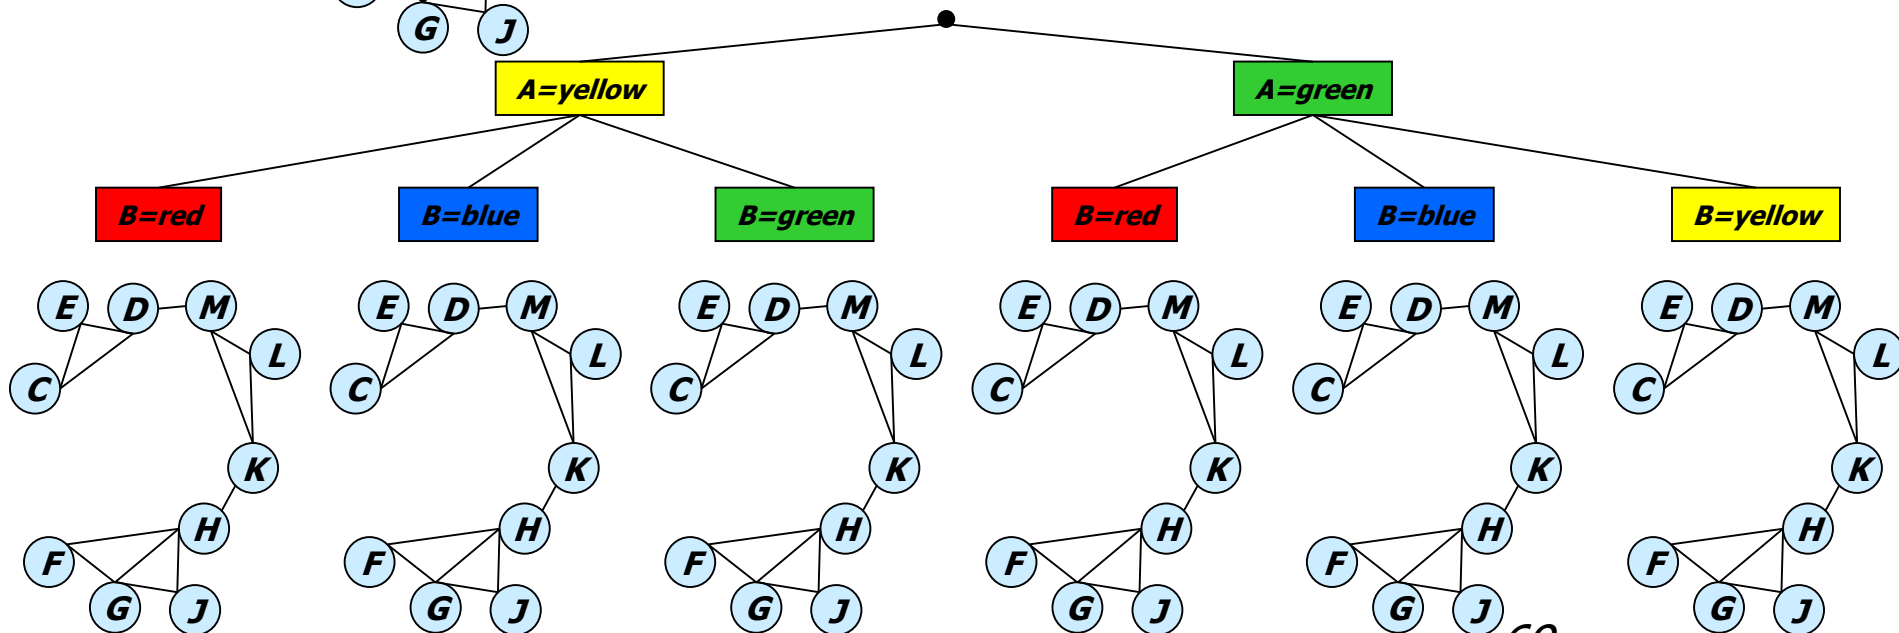 G J
A=yellow A=green
B=red B=blue B=green B=red B=blue B=yellow
E D M E D M E D M E D M E D M E D M
L L L L L L
C C C C C C
K K K K K K
H H H H H H
F F F F F F
G J G J G J G J G J G J